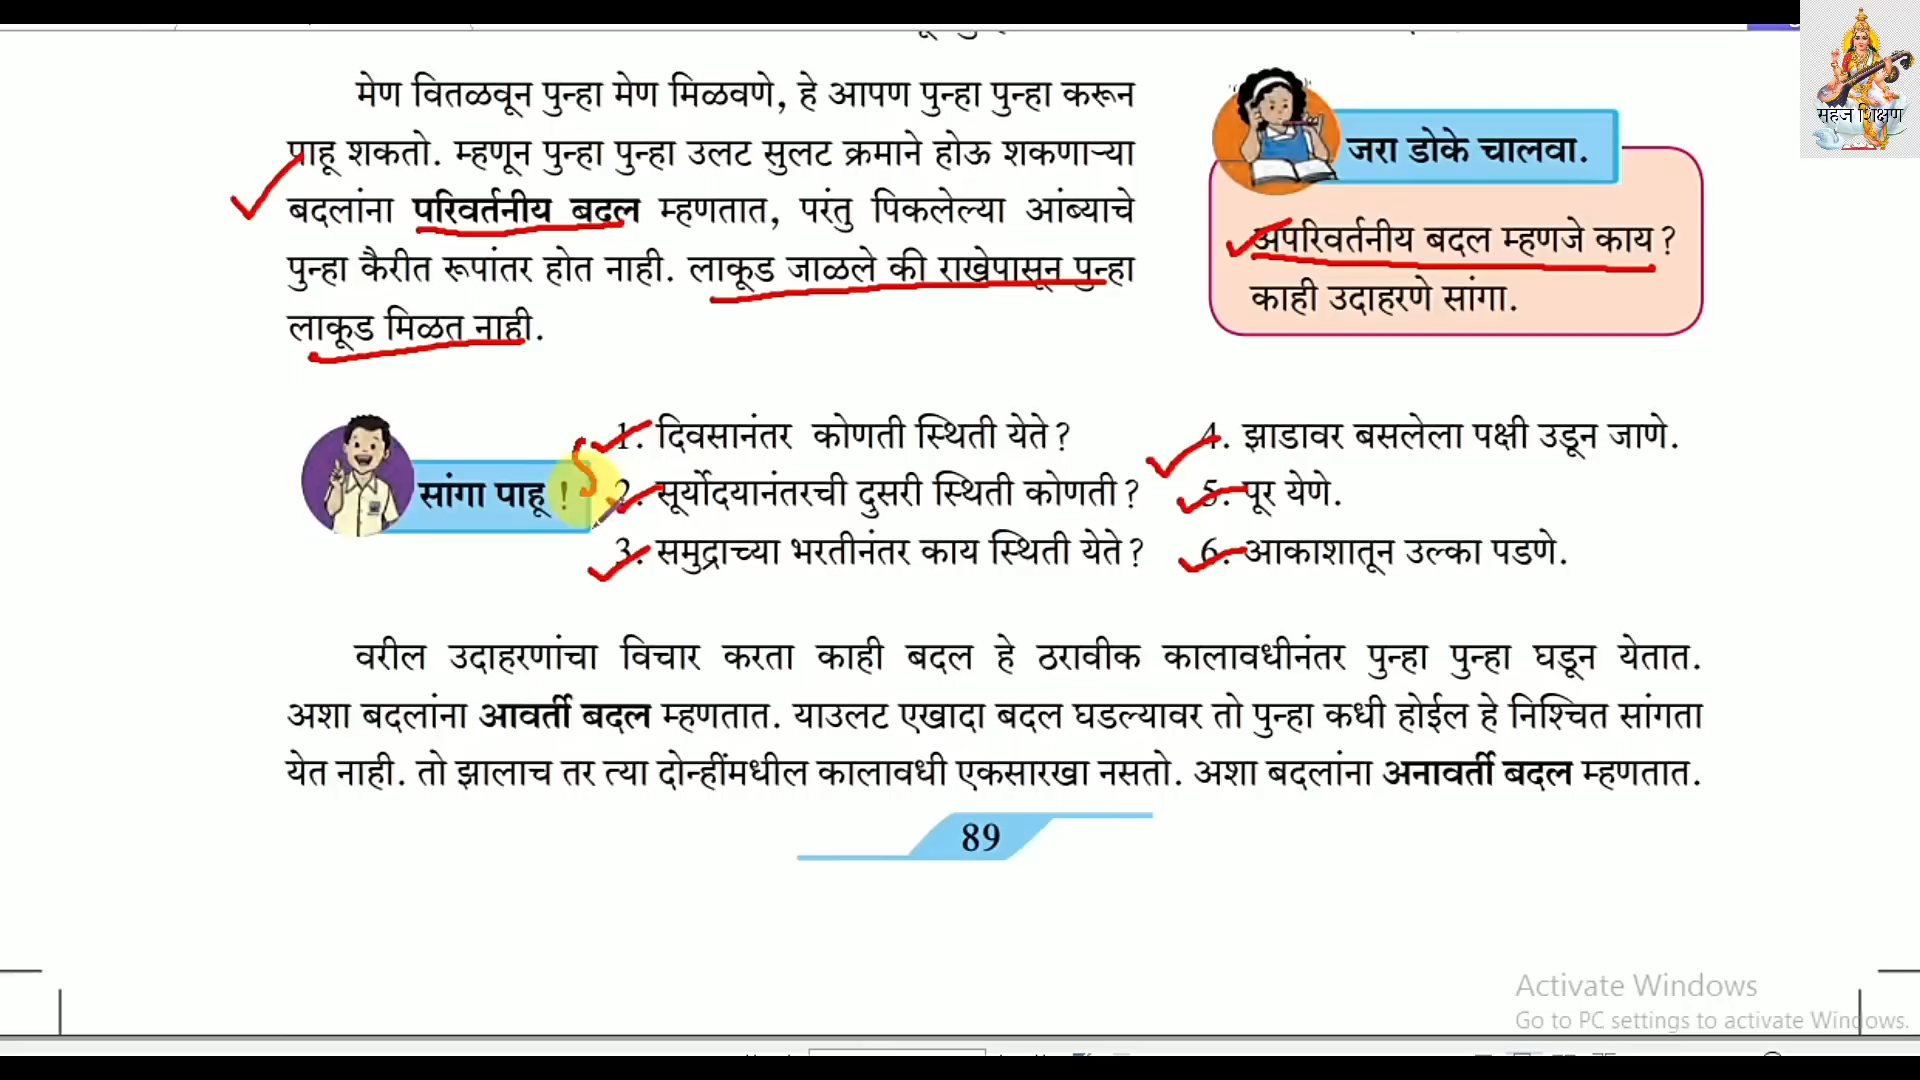 मेण वितळवून पुन्हा मेण मिळवणे, हे आपण पुन्हा पुन्हा करून
पाहू शकतो. म्हणून पुन्हा पुन्हा उलट सुलट क्रमाने होऊ शकणाऱ्या
बदलांना परिवर्तनीय बदल म्हणतात, परंतु पिकलेल्या आंब्याचे
पुन्हा कैरीत रूपांतर होत नाही. लाकूड जाळले की राखेपासून पुन्हा
लाकूड मिळत नाही.
जरा डोके चालवा.
अपरिवर्तनीय बदल म्हणजे काय ?
काही उदाहरणे सांगा.
सहज शिक्षण
सांगा पाहू !
1. दिवसानंतर कोणती स्थिती येते ?
2. सूर्योदयानंतरची दुसरी स्थिती कोणती ?
3. समुद्राच्या भरतीनंतर काय स्थिती येते ?
4. झाडावर बसलेला पक्षी उडून जाणे.
5. पूर येणे.
6. आकाशातून उल्का पडणे.
वरील उदाहरणांचा विचार करता काही बदल हे ठरावीक कालावधीनंतर पुन्हा पुन्हा घडून येतात.
अशा बदलांना आवर्ती बदल म्हणतात. याउलट एखादा बदल घडल्यावर तो पुन्हा कधी होईल हे निश्चित सांगता
येत नाही. तो झालाच तर त्या दोन्हींमधील कालावधी एकसारखा नसतो. अशा बदलांना अनावर्ती बदल म्हणतात.
89
Activate Windows
Go to PC settings to activate Windows.